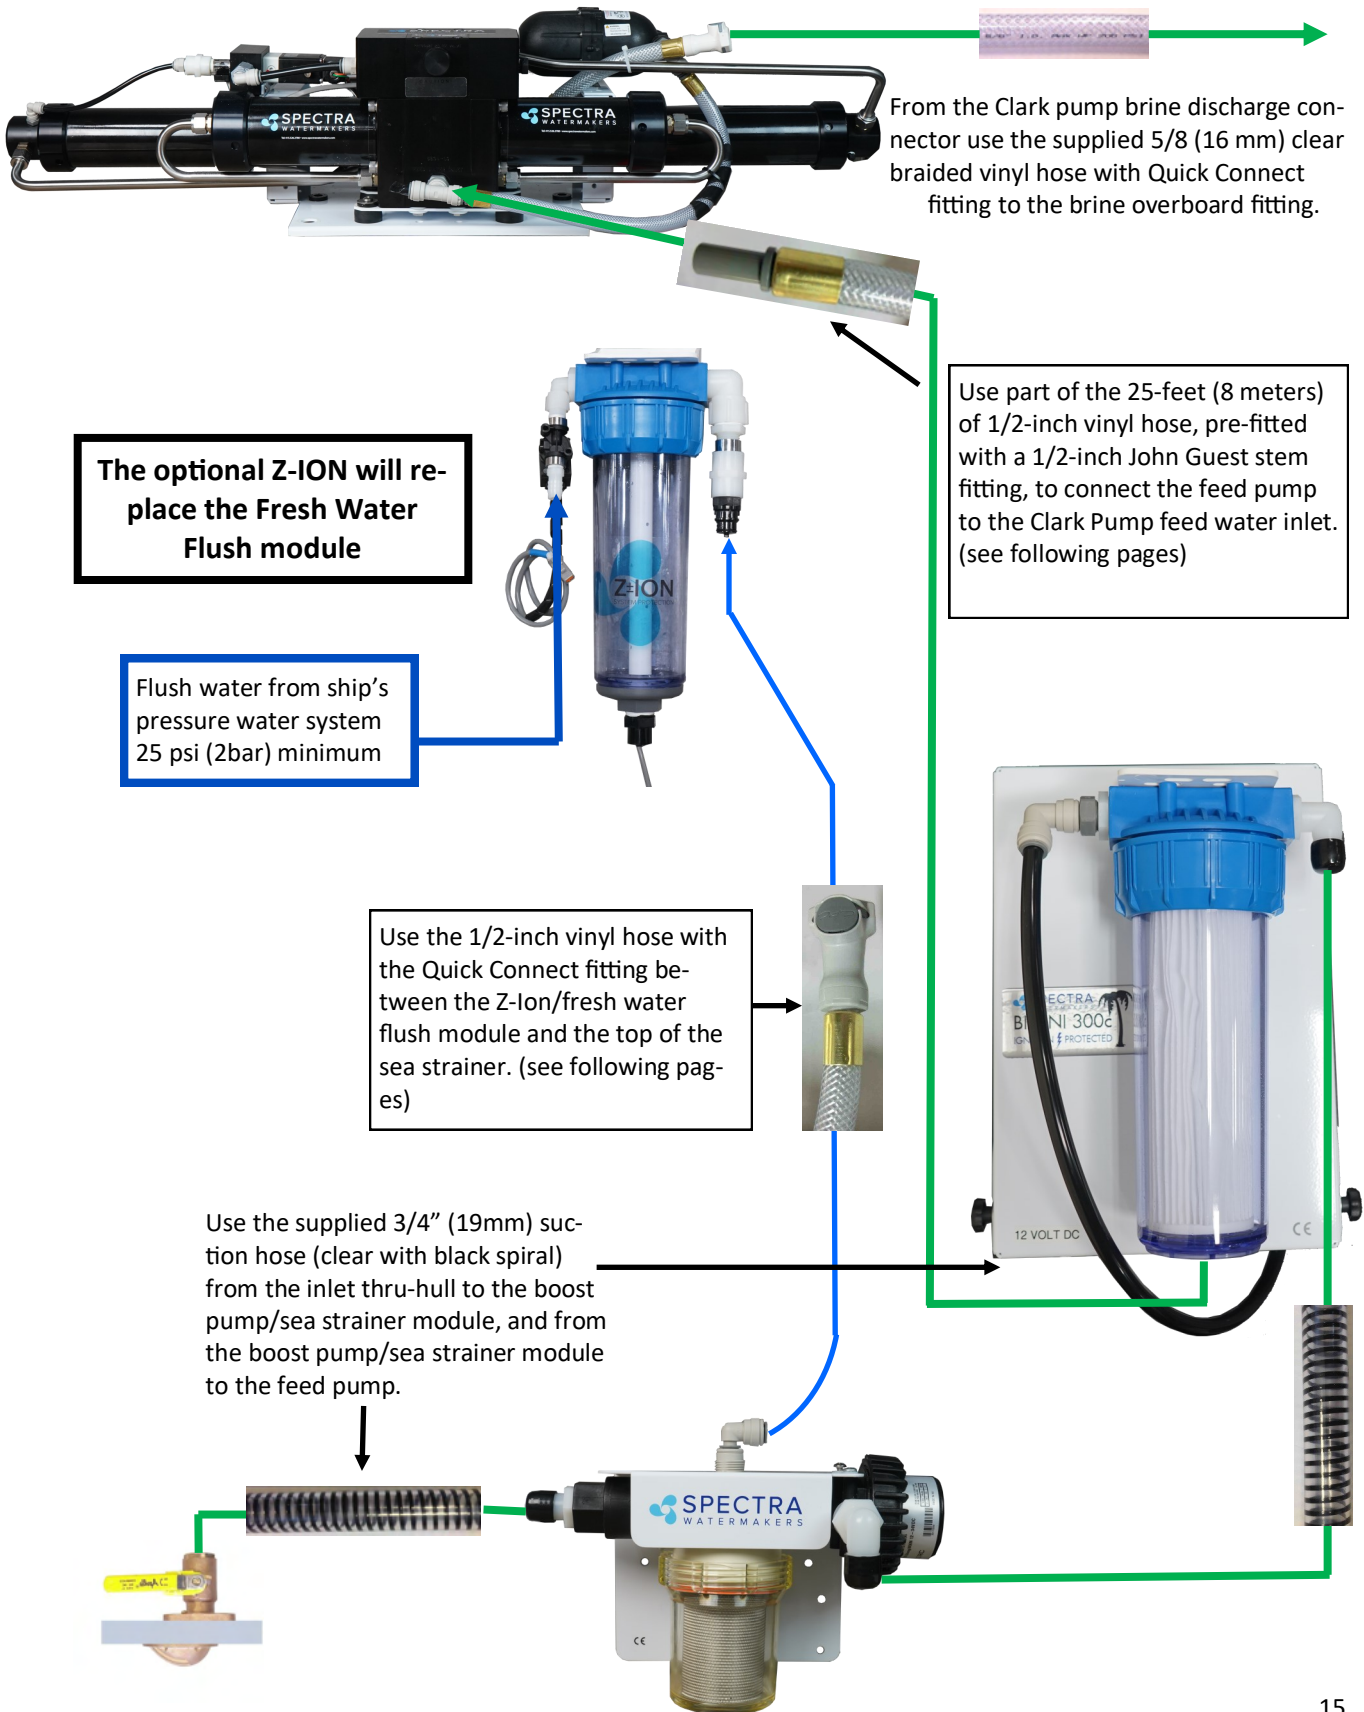 SPECTRA
SPECTRA
WATERMAKERS
SPECTRA
WATERMAKERS
From the Clark pump brine discharge con-
nector use the supplied 5/8 (16 mm) clear
braided vinyl hose with Quick Connect
fitting to the brine overboard fitting.
Use part of the 25-feet (8 meters)
of 1/2-inch vinyl hose, pre-fitted
with a 1/2-inch John Guest stem
fitting, to connect the feed pump
to the Clark Pump feed water inlet.
(see following pages)
The optional Z-ION will re-
place the Fresh Water
Flush module
Z±ION
Flush water from ship's
pressure water system
25 psi (2bar) minimum
Use the 1/2-inch vinyl hose with
the Quick Connect fitting be-
tween the Z-Ion/fresh water
flush module and the top of the
sea strainer. (see following pag-
es)
PECTRA
NI 300c
PROTECTED
12 VOLT DC
CE
Use the supplied 3/4” (19mm) suc-
tion hose (clear with black spiral)
from the inlet thru-hull to the boost
pump/sea strainer module, and from
the boost pump/sea strainer module
to the feed pump.
SPECTRA
WATERMAKERS
CE
15